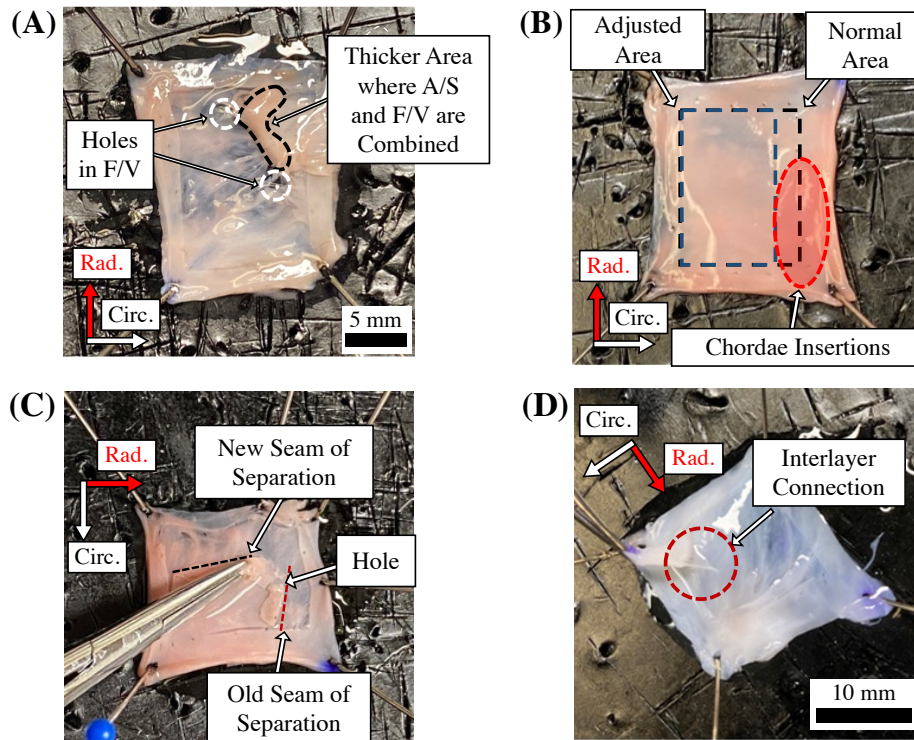 (A)
Thicker Area
where A/S
and F/V are
Combined
Holes
in F/V
Rad.
Circ.
5 mm
(B)
Adjusted
Area
Normal
Area
Rad.
Circ.
Chordae Insertions
(C)
New Seam of
Separation
Rad.
Circ.
Hole
Old Seam of
Separation
(D)
Circ.
Rad.
Interlayer
Connection
10 mm